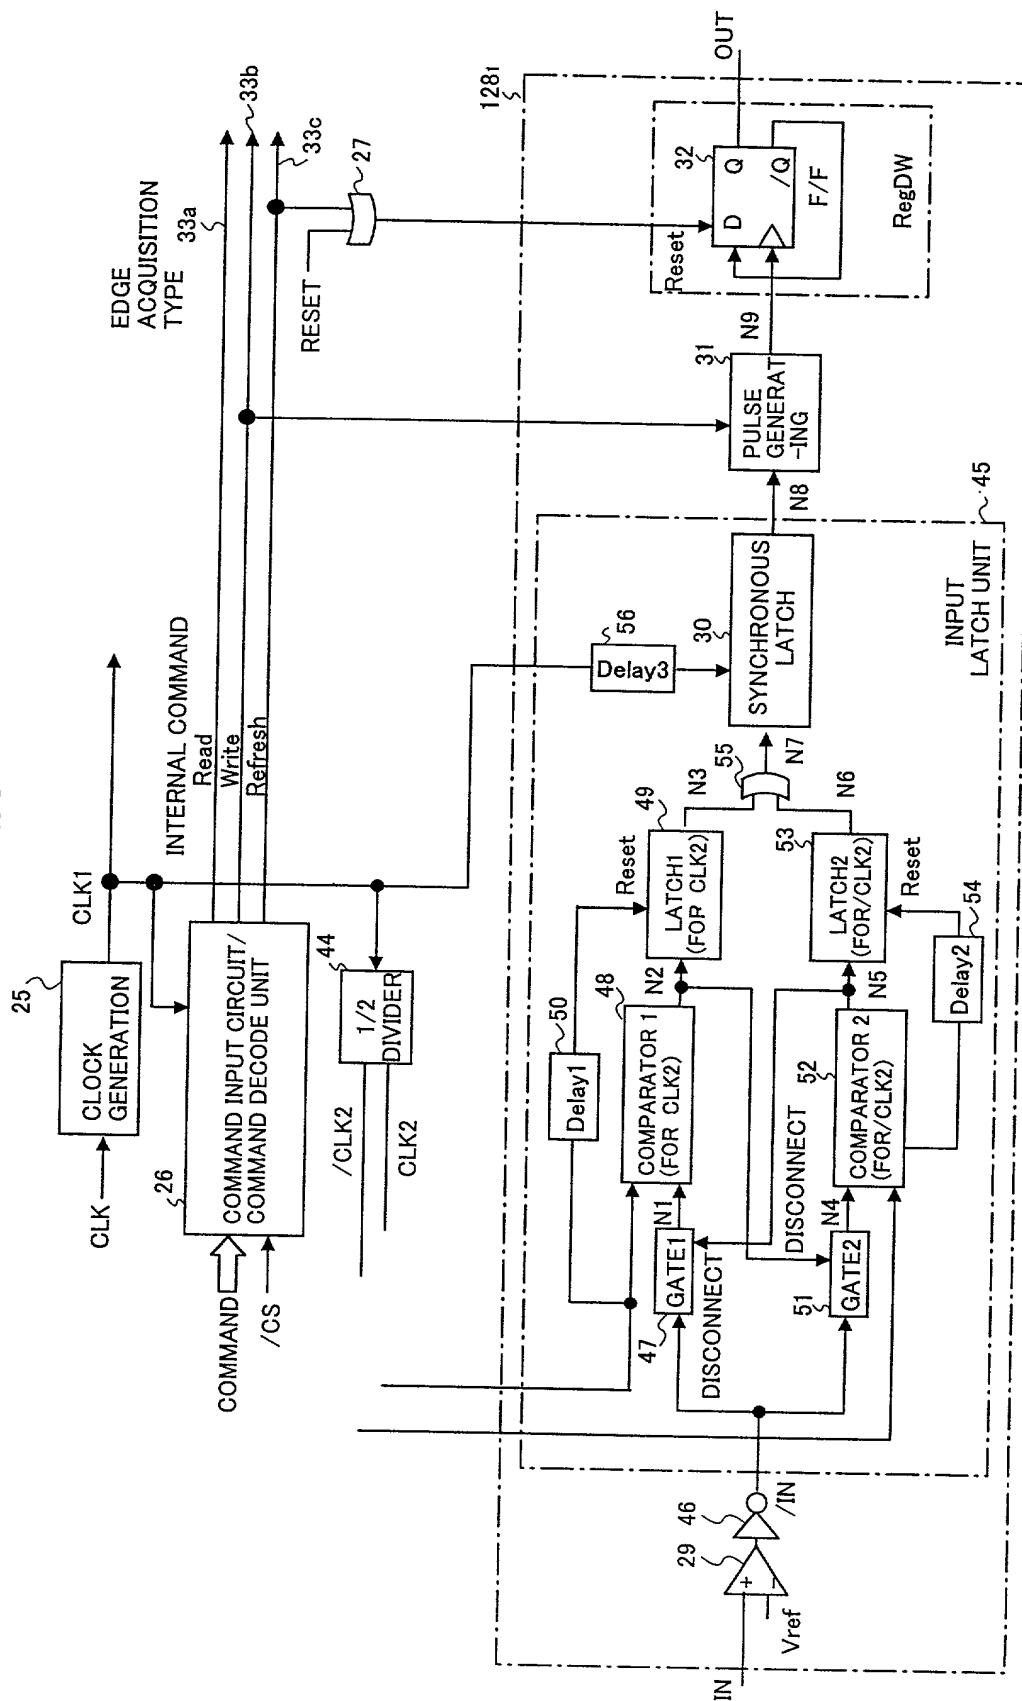 CLK
25
CLOCK
GENERATION
CLK1
COMMAND
/CS
26
COMMAND INPUT CIRCUIT/
COMMAND DECODE UNIT
INTERNAL COMMAND
Read
Write
Refresh
EDGE
ACQUISITION
TYPE
33a
33b
33c
RESET
27
44
1/2
DIVIDER
/CLK2
CLK2
128i
IN
Vref
+
-
29
46
/IN
47
GATE1
DISCONNECT
N1
50
Delay1
48
COMPARATOR 1
(FOR CLK2)
N2
Reset
49
LATCH1
(FOR CLK2)
N3
51
GATE2
DISCONNECT
N4
52
COMPARATOR 2
(FOR/CLK2)
N5
53
LATCH2
(FOR/CLK2)
N6
Reset
54
Delay2
55
N7
56
Delay3
30
SYNCHRONOUS
LATCH
INPUT
LATCH UNIT
45
N8
31
PULSE
GENERAT
-ING
N9
Reset
32
D
Q
/Q
F/F
RegDW
OUT